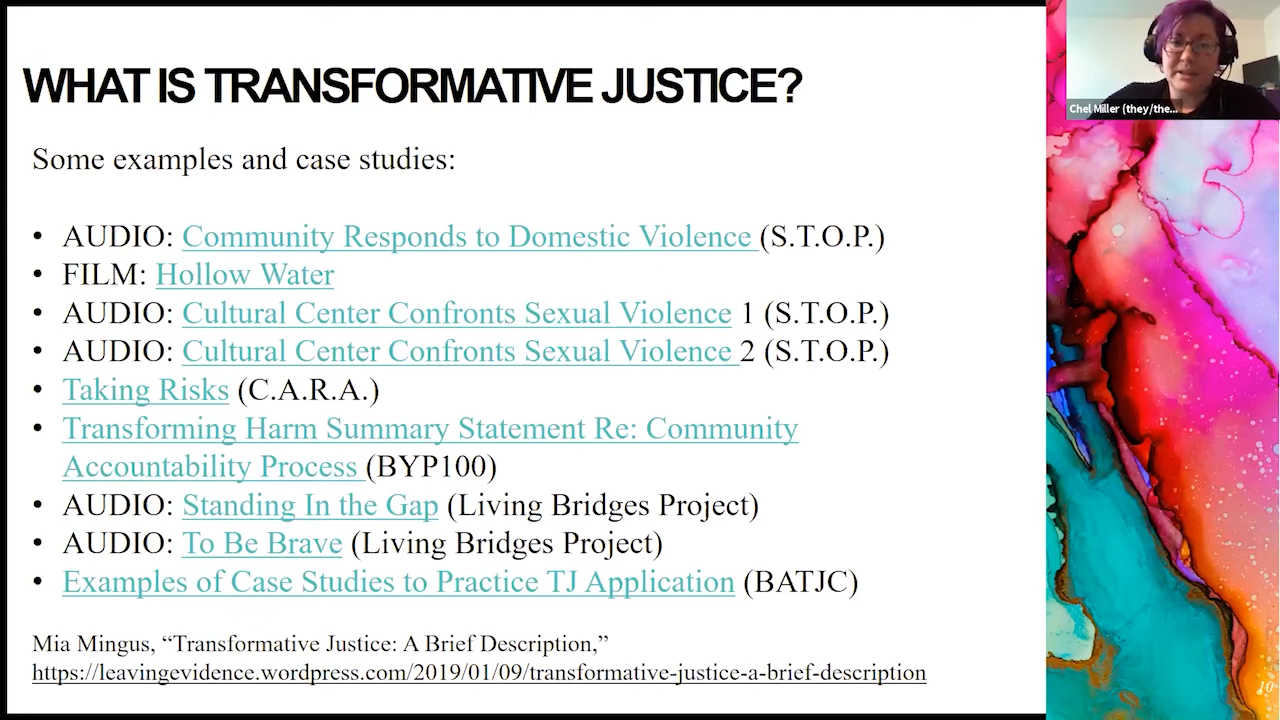 WHAT IS TRANSFORMATIVE JUSTICE?
Some examples and case studies:
• AUDIO: Community Responds to Domestic Violence (S.T.O.P.)
• FILM: Hollow Water
• AUDIO: Cultural Center Confronts Sexual Violence 1 (S.T.O.P.)
• AUDIO: Cultural Center Confronts Sexual Violence 2 (S.T.O.P.)
• Taking Risks (C.A.R.A.)
• Transforming Harm Summary Statement Re: Community
Accountability Process (BYP100)
• AUDIO: Standing In the Gap (Living Bridges Project)
• AUDIO: To Be Brave (Living Bridges Project)
• Examples of Case Studies to Practice TJ Application (BATJC)
Mia Mingus, “Transformative Justice: A Brief Description,”
https://leavingevidence.wordpress.com/2019/01/09/transformative-justice-a-brief-description
Chel Miller (they/the...
10